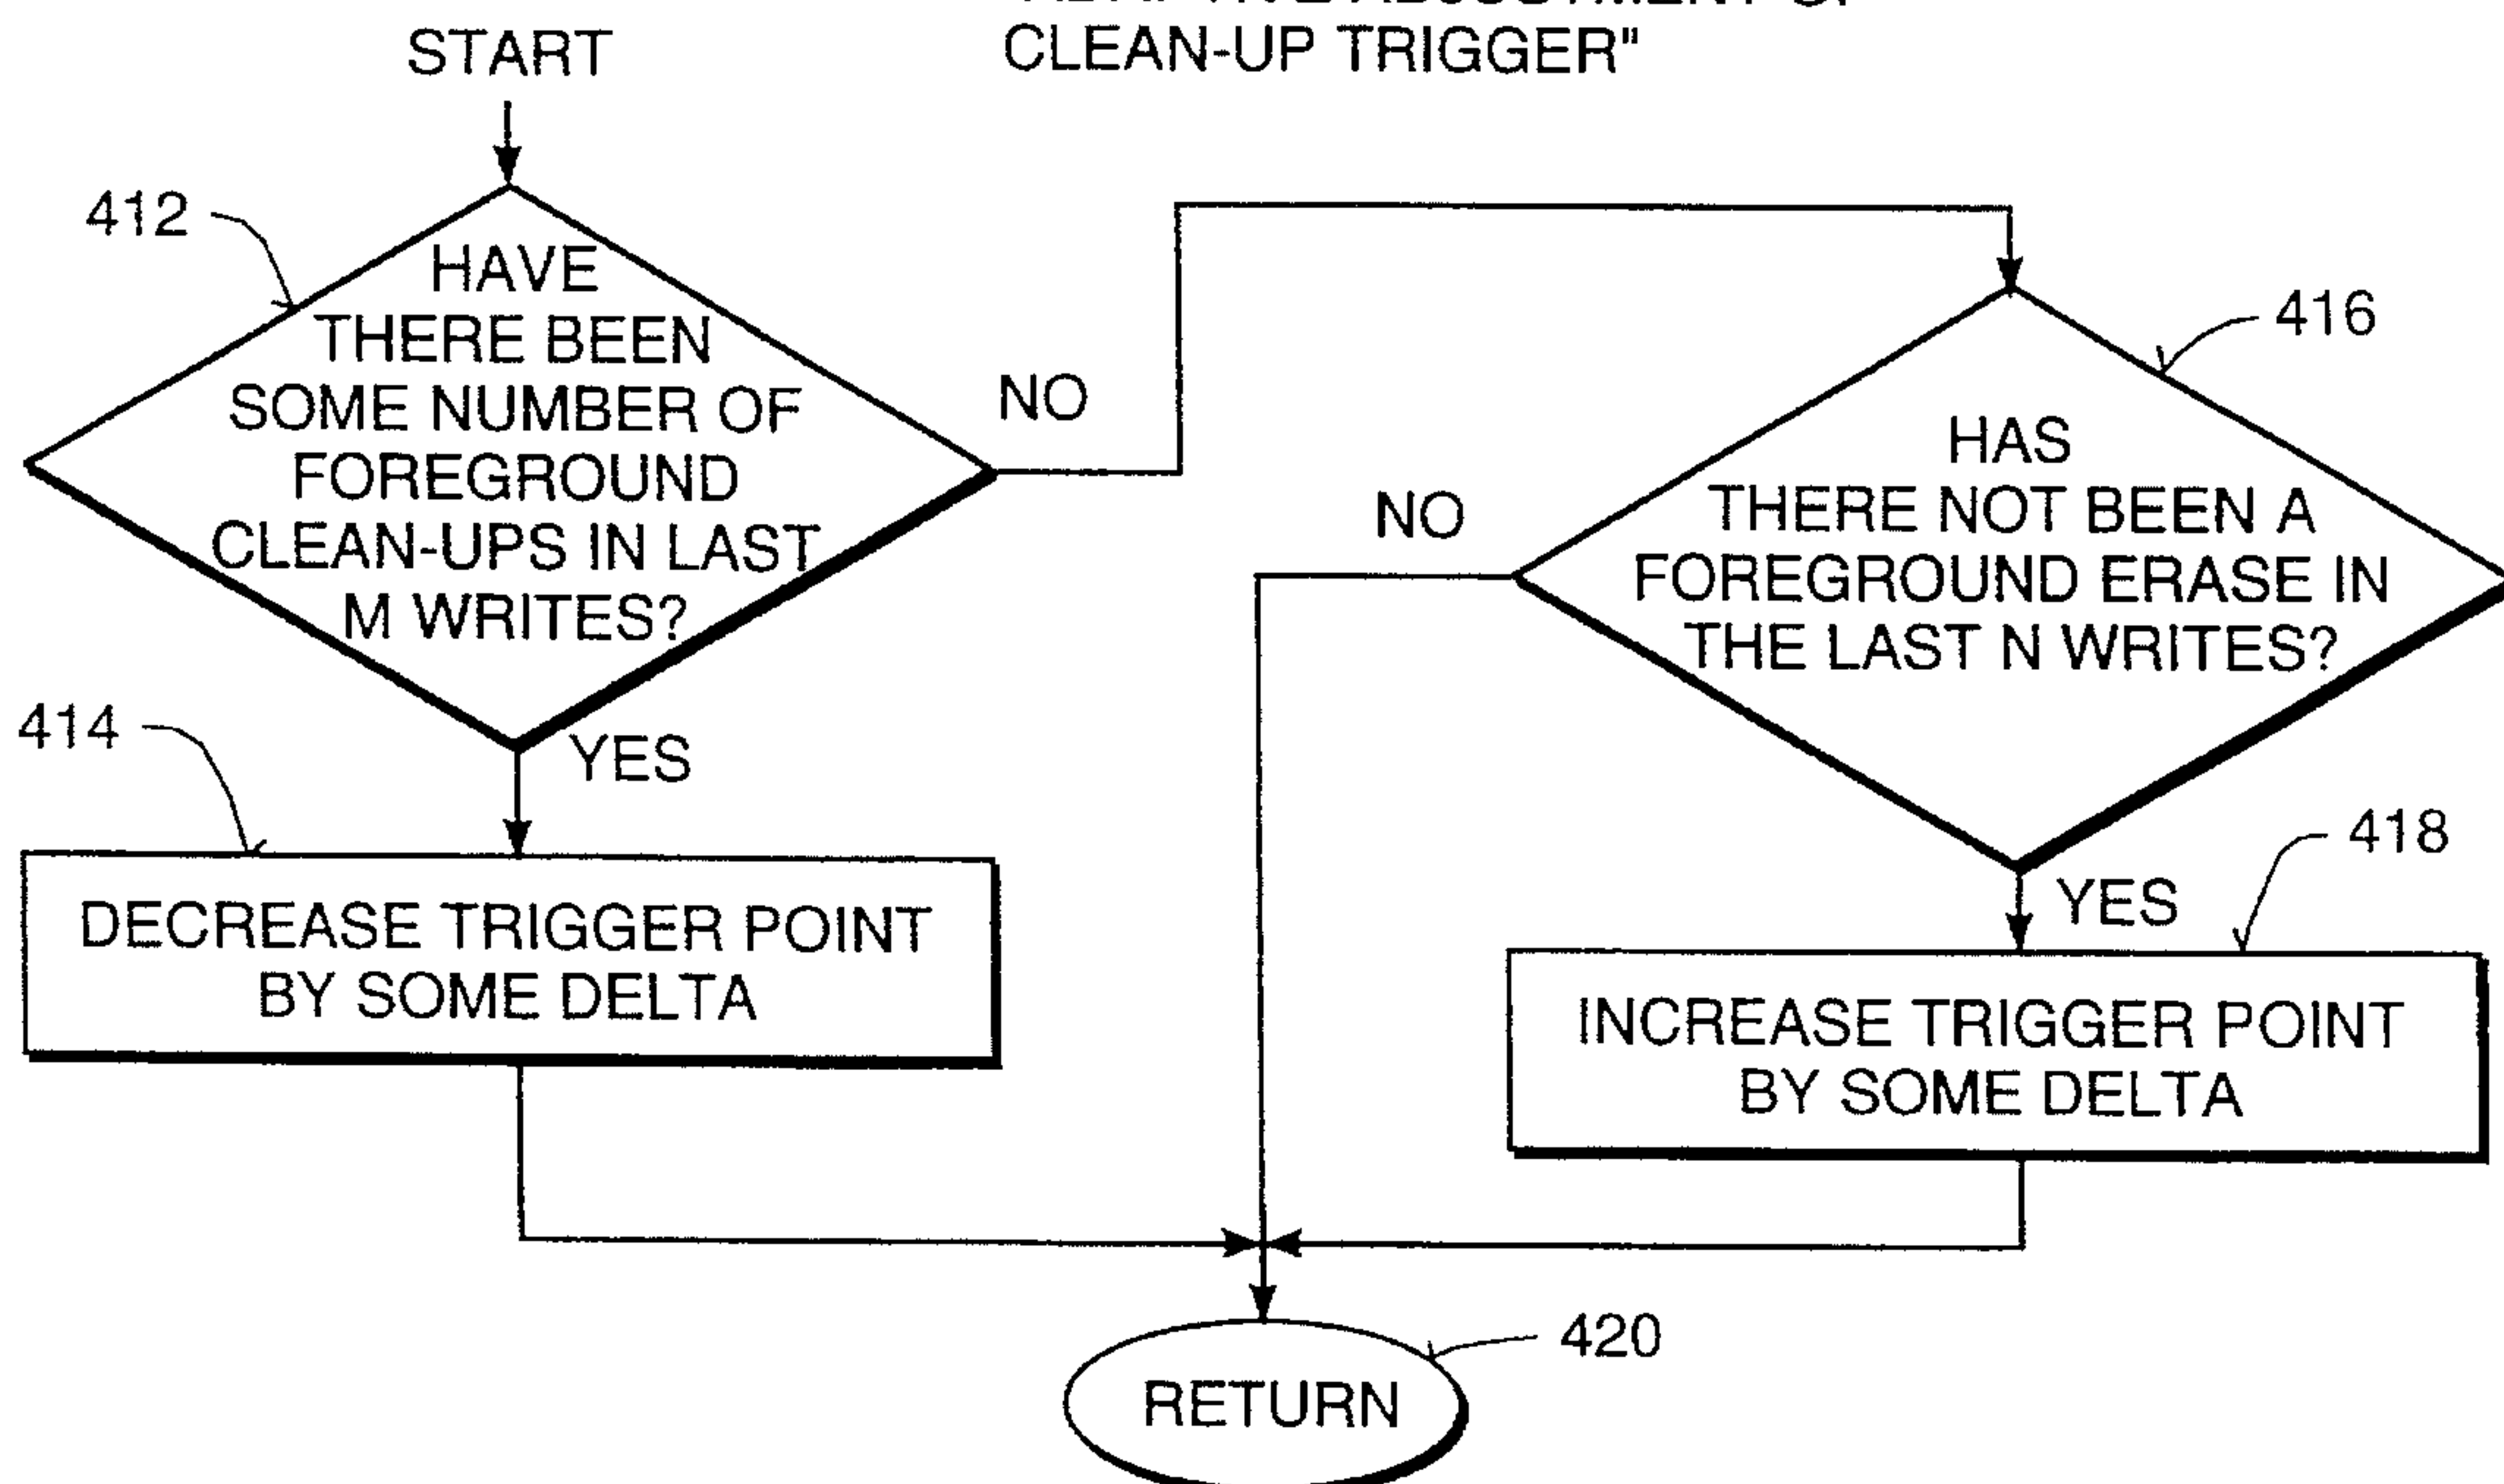 CLEAN-UP TRIGGER"
START
412
HAVE
THERE BEEN
SOME NUMBER OF
FOREGROUND
CLEAN-UPS IN LAST
M WRITES?
NO
416
HAS
THERE NOT BEEN A
FOREGROUND ERASE IN
THE LAST N WRITES?
NO
YES
414
DECREASE TRIGGER POINT
BY SOME DELTA
YES
418
INCREASE TRIGGER POINT
BY SOME DELTA
420
RETURN